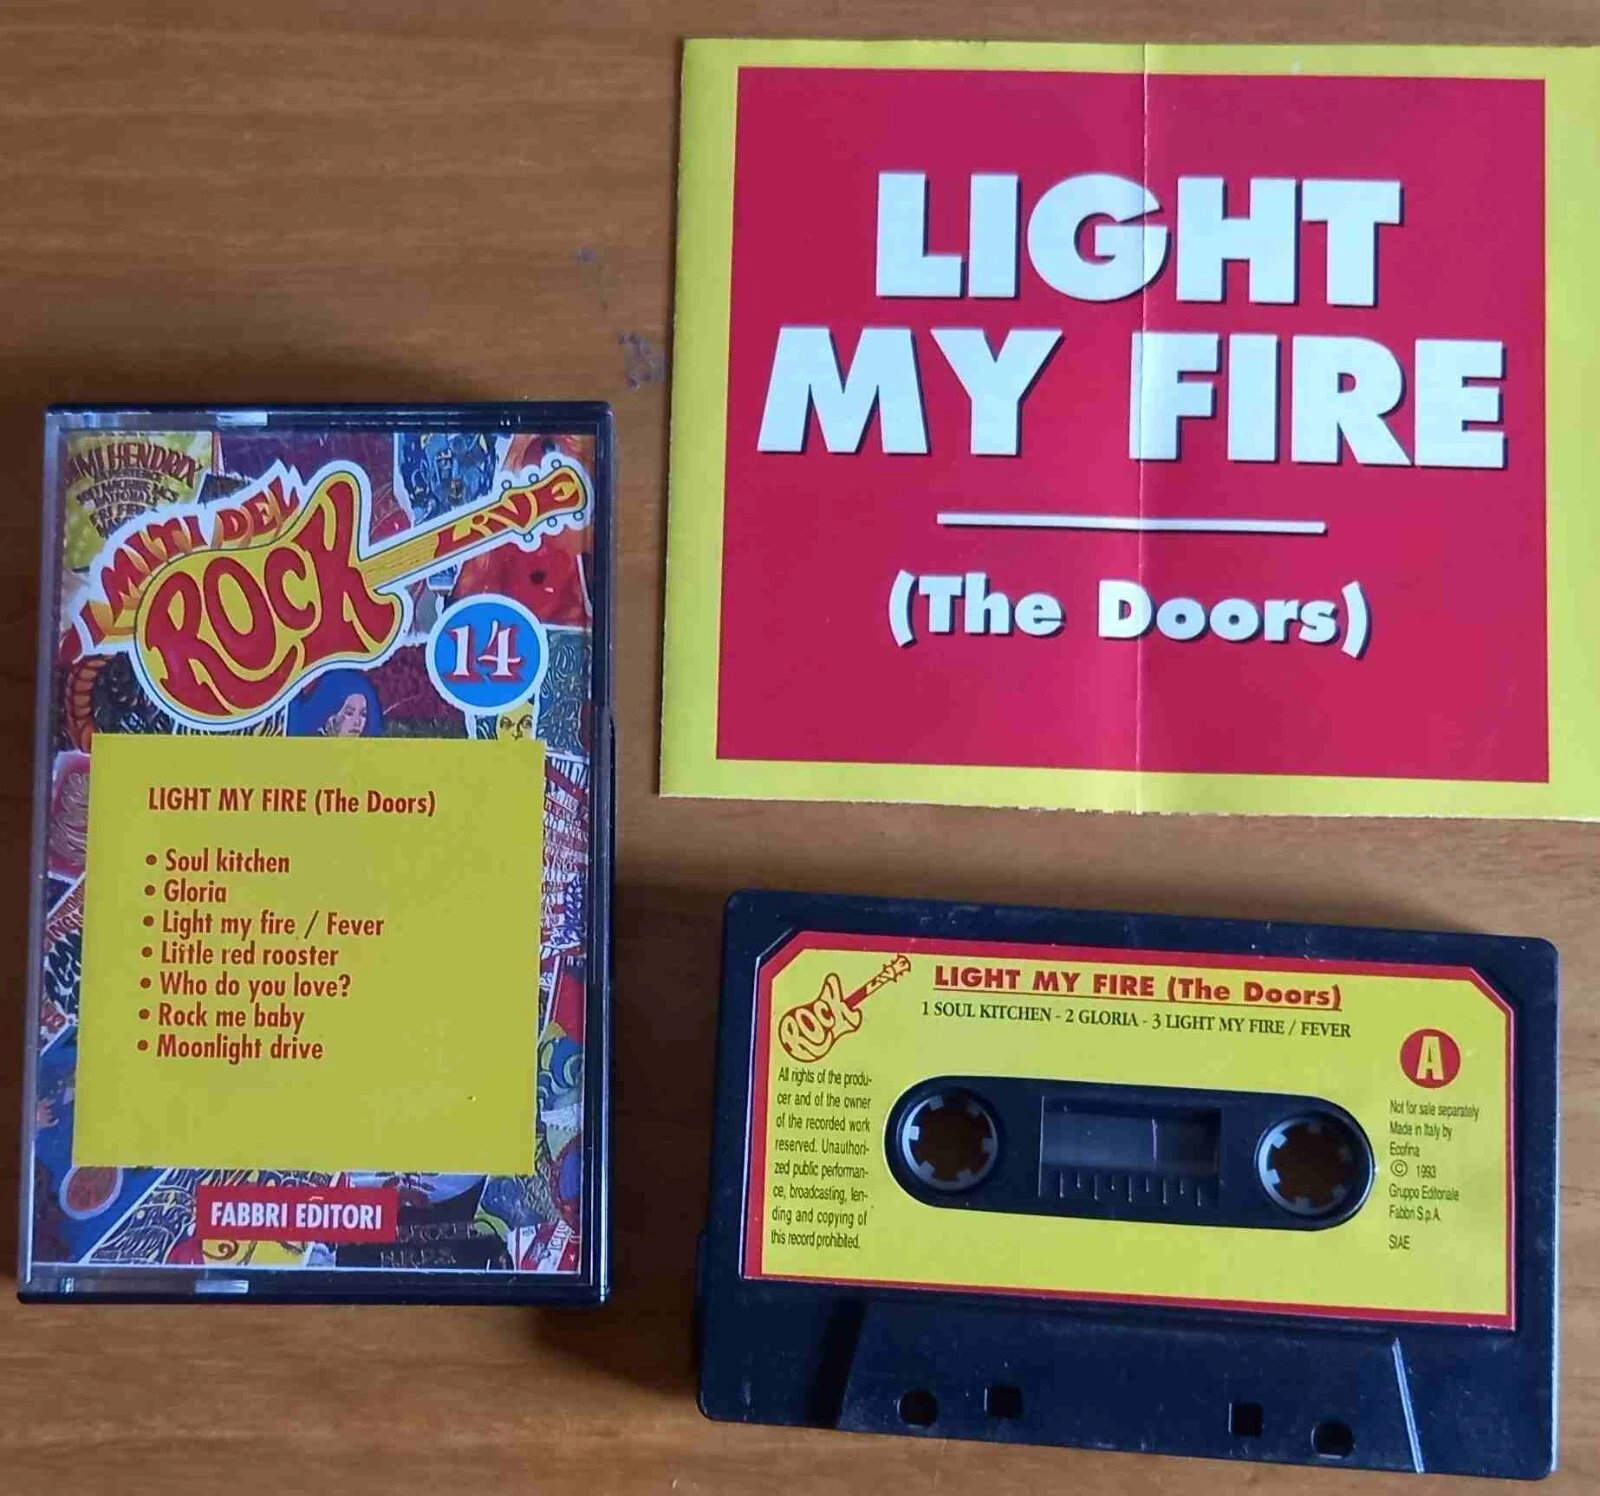 LIGHT
MY FIRE
(The Doors)
JIMI HENDRIX
I MITI DEL
ROCK
LIVE
14
LIGHT MY FIRE (The Doors)
• Soul kitchen
• Gloria
• Light my fire / Fever
• Little red rooster
• Who do you love?
• Rock me baby
• Moonlight drive
FABBRI EDITORI
ROCK LIVE
LIGHT MY FIRE (The Doors)
1 SOUL KITCHEN - 2 GLORIA - 3 LIGHT MY FIRE / FEVER
A
All rights of the produ-
cer and of the owner
of the recorded work
reserved. Unauthori-
zed public performan-
ce, broadcasting, len-
ding and copying of
this record prohibited.
Not for sale separately
Made in Italy by
Ecofina
© 1993
Gruppo Editoriale
Fabbri S.p.A.
SIAE